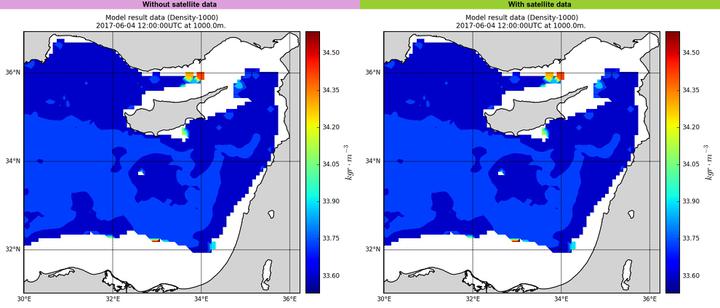 Without satellite data
With satellite data
Model result data (Density-1000)
2017-06-04 12:00:00UTC at 1000.0m.
36°N
34°N
32°N
30°E
32°E
34°E
36°E
34.50
34.35
34.20
34.05
33.90
33.75
33.60
kgr · m⁻³
Model result data (Density-1000)
2017-06-04 12:00:00UTC at 1000.0m.
36°N
34°N
32°N
30°E
32°E
34°E
36°E
34.50
34.35
34.20
34.05
33.90
33.75
33.60
kgr · m⁻³